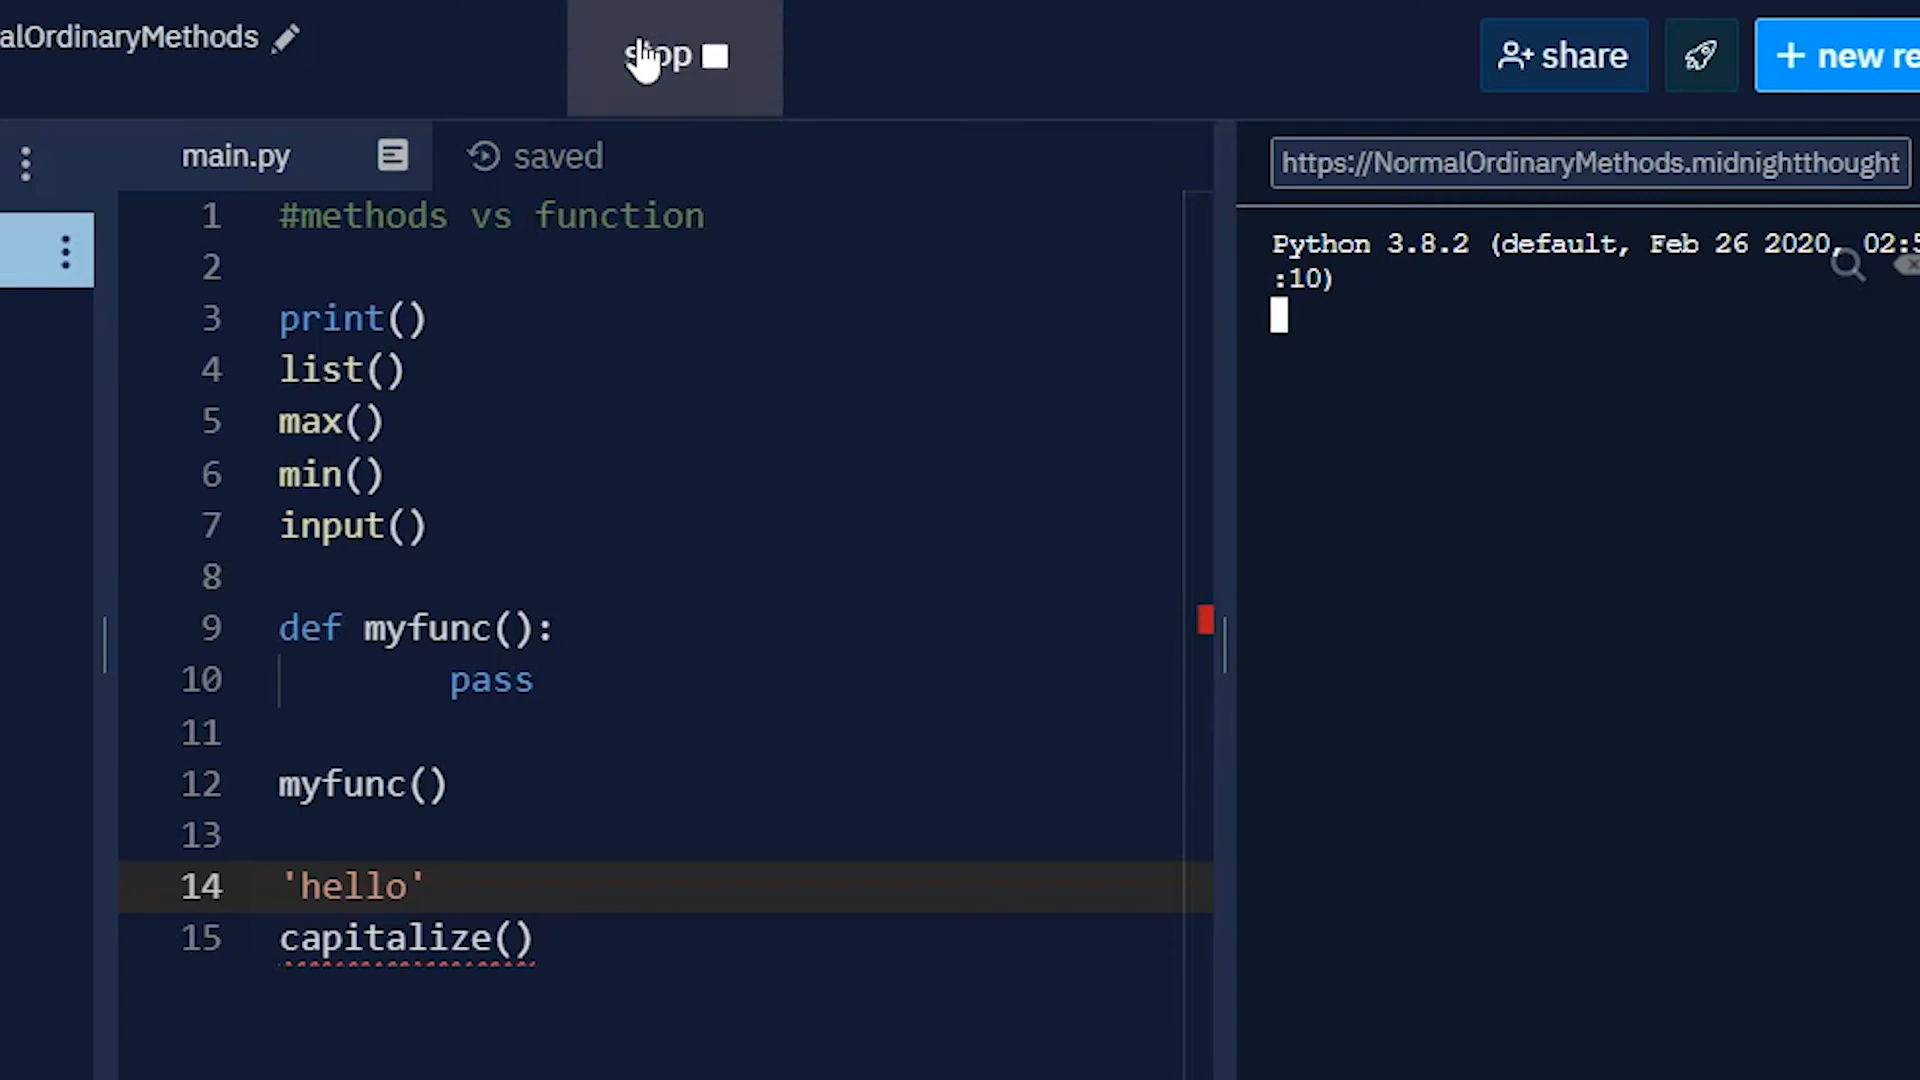 alOrdinaryMethods
stop
share
+ new re
main.py
saved
https://NormalOrdinaryMethods.midnightthought
1 #methods vs function
2
3 print()
4 list()
5 max()
6 min()
7 input()
8
9 def myfunc():
10 pass
11
12 myfunc()
13
14 'hello'
15 capitalize()
Python 3.8.2 (default, Feb 26 2020, 02:5
:10)